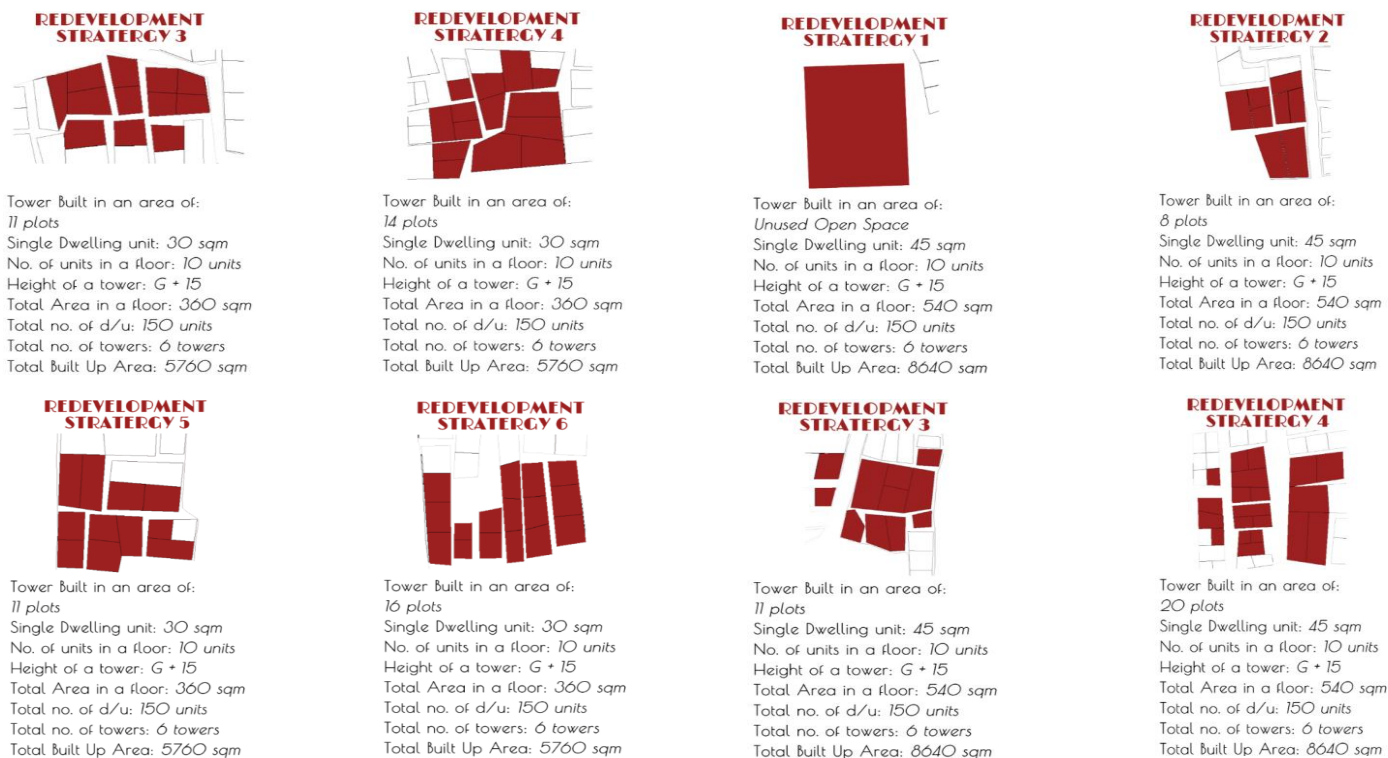 REDEVELOPMENT
STRATERGY 3
Tower Built in an area of:
11 plots
Single Dwelling unit: 30 sqm
No. of units in a floor: 10 units
Height of a tower: G + 15
Total Area in a floor: 360 sqm
Total no. of d/u: 150 units
Total no. of towers: 6 towers
Total Built Up Area: 5760 sqm
REDEVELOPMENT
STRATERGY 4
Tower Built in an area of:
14 plots
Single Dwelling unit: 30 sqm
No. of units in a floor: 10 units
Height of a tower: G + 15
Total Area in a floor: 360 sqm
Total no. of d/u: 150 units
Total no. of towers: 6 towers
Total Built Up Area: 5760 sqm
REDEVELOPMENT
STRATERGY 1
Tower Built in an area of:
Unused Open Space
Single Dwelling unit: 45 sqm
No. of units in a floor: 10 units
Height of a tower: G + 15
Total Area in a floor: 540 sqm
Total no. of d/u: 150 units
Total no. of towers: 6 towers
Total Built Up Area: 8640 sqm
REDEVELOPMENT
STRATERGY 2
Tower Built in an area of:
8 plots
Single Dwelling unit: 45 sqm
No. of units in a floor: 10 units
Height of a tower: G + 15
Total Area in a floor: 540 sqm
Total no. of d/u: 150 units
Total no. of towers: 6 towers
Total Built Up Area: 8640 sqm
REDEVELOPMENT
STRATERGY 5
Tower Built in an area of:
11 plots
Single Dwelling unit: 30 sqm
No. of units in a floor: 10 units
Height of a tower: G + 15
Total Area in a floor: 360 sqm
Total no. of d/u: 150 units
Total no. of towers: 6 towers
Total Built Up Area: 5760 sqm
REDEVELOPMENT
STRATERGY 6
Tower Built in an area of:
16 plots
Single Dwelling unit: 30 sqm
No. of units in a floor: 10 units
Height of a tower: G + 15
Total Area in a floor: 360 sqm
Total no. of d/u: 150 units
Total no. of towers: 6 towers
Total Built Up Area: 5760 sqm
REDEVELOPMENT
STRATERGY 3
Tower Built in an area of:
11 plots
Single Dwelling unit: 45 sqm
No. of units in a floor: 10 units
Height of a tower: G + 15
Total Area in a floor: 540 sqm
Total no. of d/u: 150 units
Total no. of towers: 6 towers
Total Built Up Area: 8640 sqm
REDEVELOPMENT
STRATERGY 4
Tower Built in an area of:
20 plots
Single Dwelling unit: 45 sqm
No. of units in a floor: 10 units
Height of a tower: G + 15
Total Area in a floor: 540 sqm
Total no. of d/u: 150 units
Total no. of towers: 6 towers
Total Built Up Area: 8640 sqm